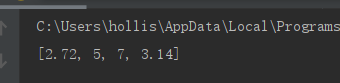 C:\Users\hollis\AppData\Local\Programs
[2.72, 5, 7, 3.14]